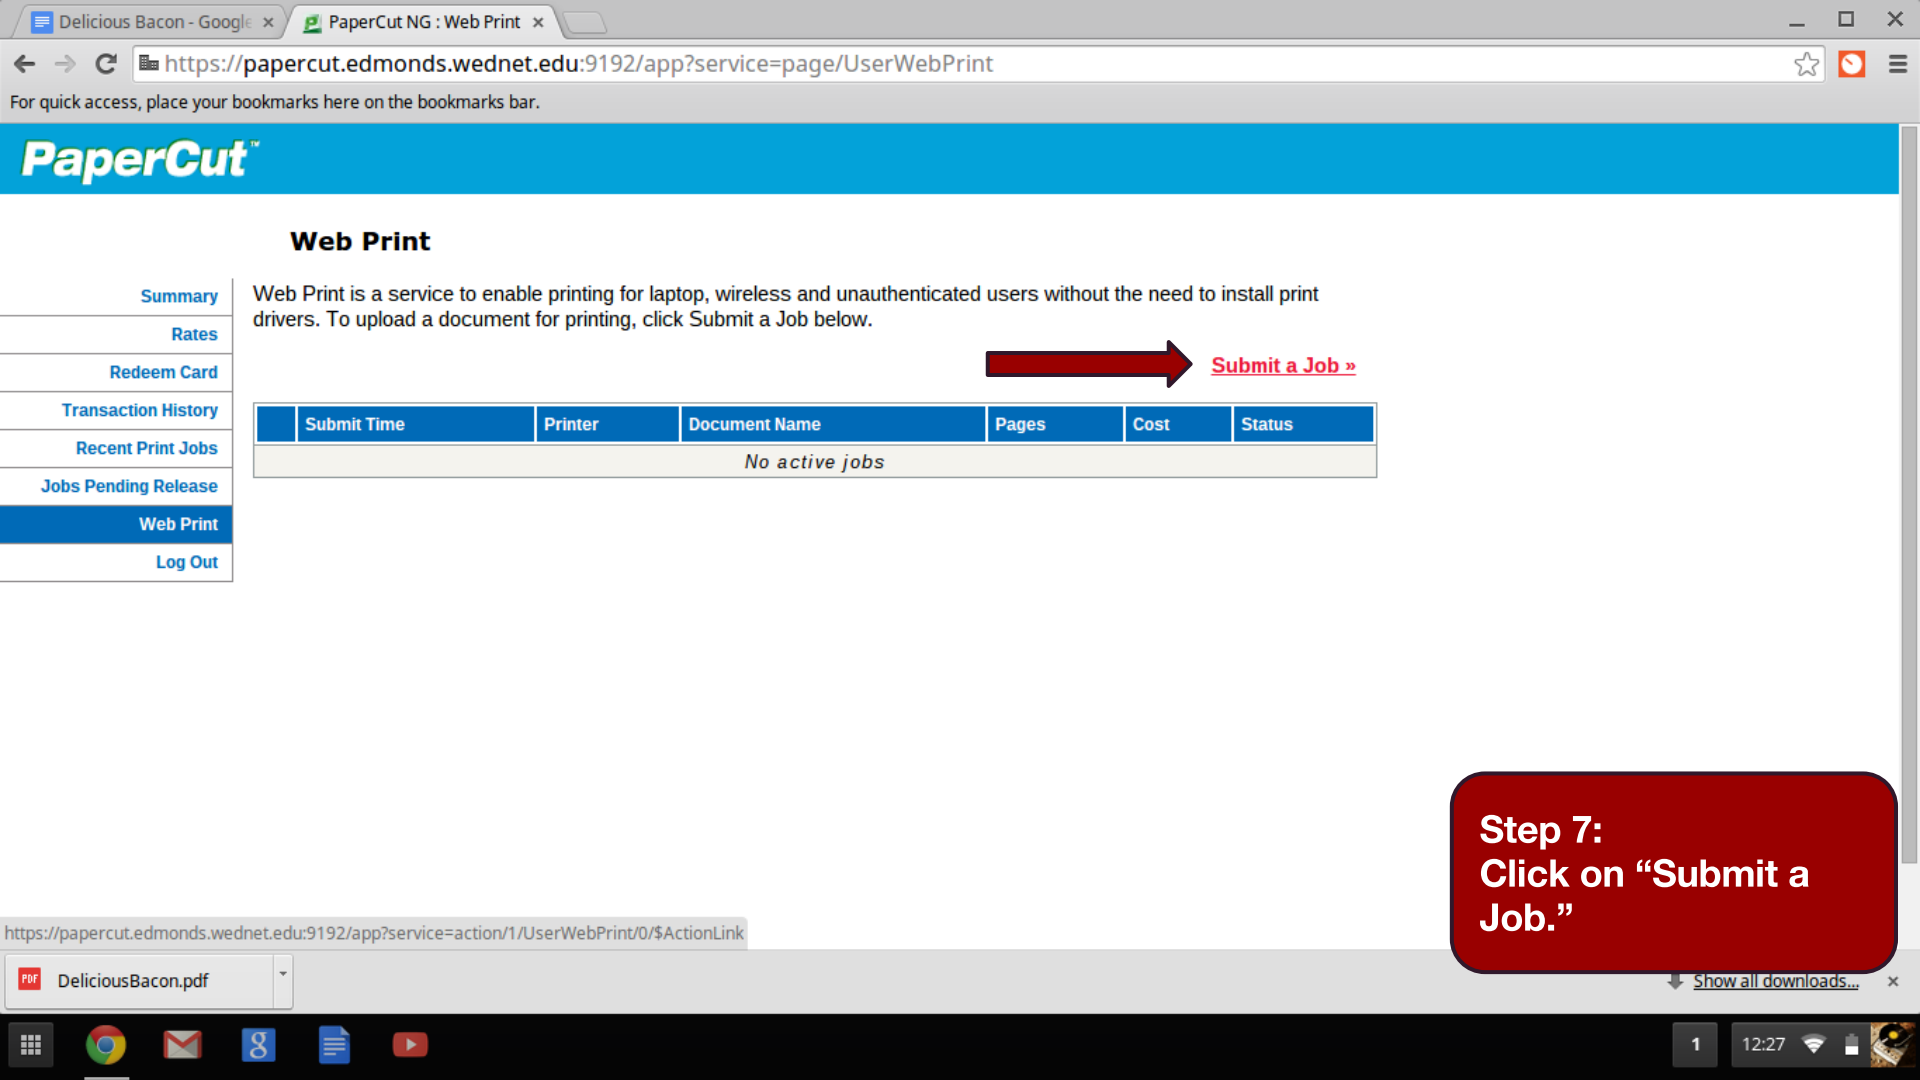 Delicious Bacon - Google
PaperCut NG : Web Print
https://papercut.edmonds.wednet.edu:9192/app?service=page/UserWebPrint
For quick access, place your bookmarks here on the bookmarks bar.
PaperCut™
Web Print
Summary
Rates
Redeem Card
Transaction History
Recent Print Jobs
Jobs Pending Release
Web Print
Log Out
Web Print is a service to enable printing for laptop, wireless and unauthenticated users without the need to install print
drivers. To upload a document for printing, click Submit a Job below.
Submit a Job »
Submit Time Printer Document Name Pages Cost Status
No active jobs
Step 7:
Click on “Submit a
Job.”
https://papercut.edmonds.wednet.edu:9192/app?service=action/1/UserWebPrint/0/$ActionLink
PDF DeliciousBacon.pdf
Show all downloads...
8
1 12:27